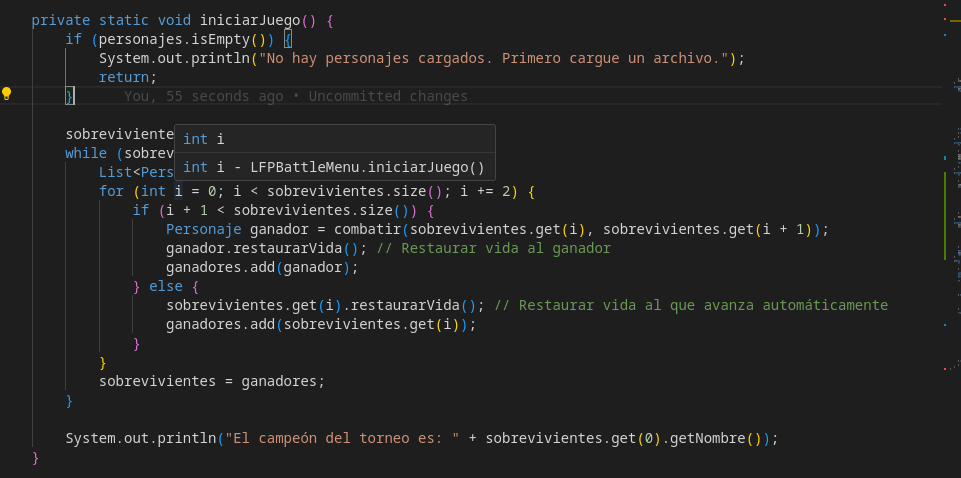 private static void iniciarJuego() {
if (personajes.isEmpty()) {
System.out.println("No hay personajes cargados. Primero cargue un archivo.");
return;
}     You, 55 seconds ago • Uncommitted changes
sobreviviente
int i
while (sobrev
int i - LFPBattleMenu.iniciarJuego()
List<Pers
for (int i = 0; i < sobrevivientes.size(); i += 2) {
if (i + 1 < sobrevivientes.size()) {
Personaje ganador = combatir(sobrevivientes.get(i), sobrevivientes.get(i + 1));
ganador.restaurarVida(); // Restaurar vida al ganador
ganadores.add(ganador);
} else {
sobrevivientes.get(i).restaurarVida(); // Restaurar vida al que avanza automáticamente
ganadores.add(sobrevivientes.get(i));
}
}
sobrevivientes = ganadores;
}
System.out.println("El campeón del torneo es: " + sobrevivientes.get(0).getNombre());
}